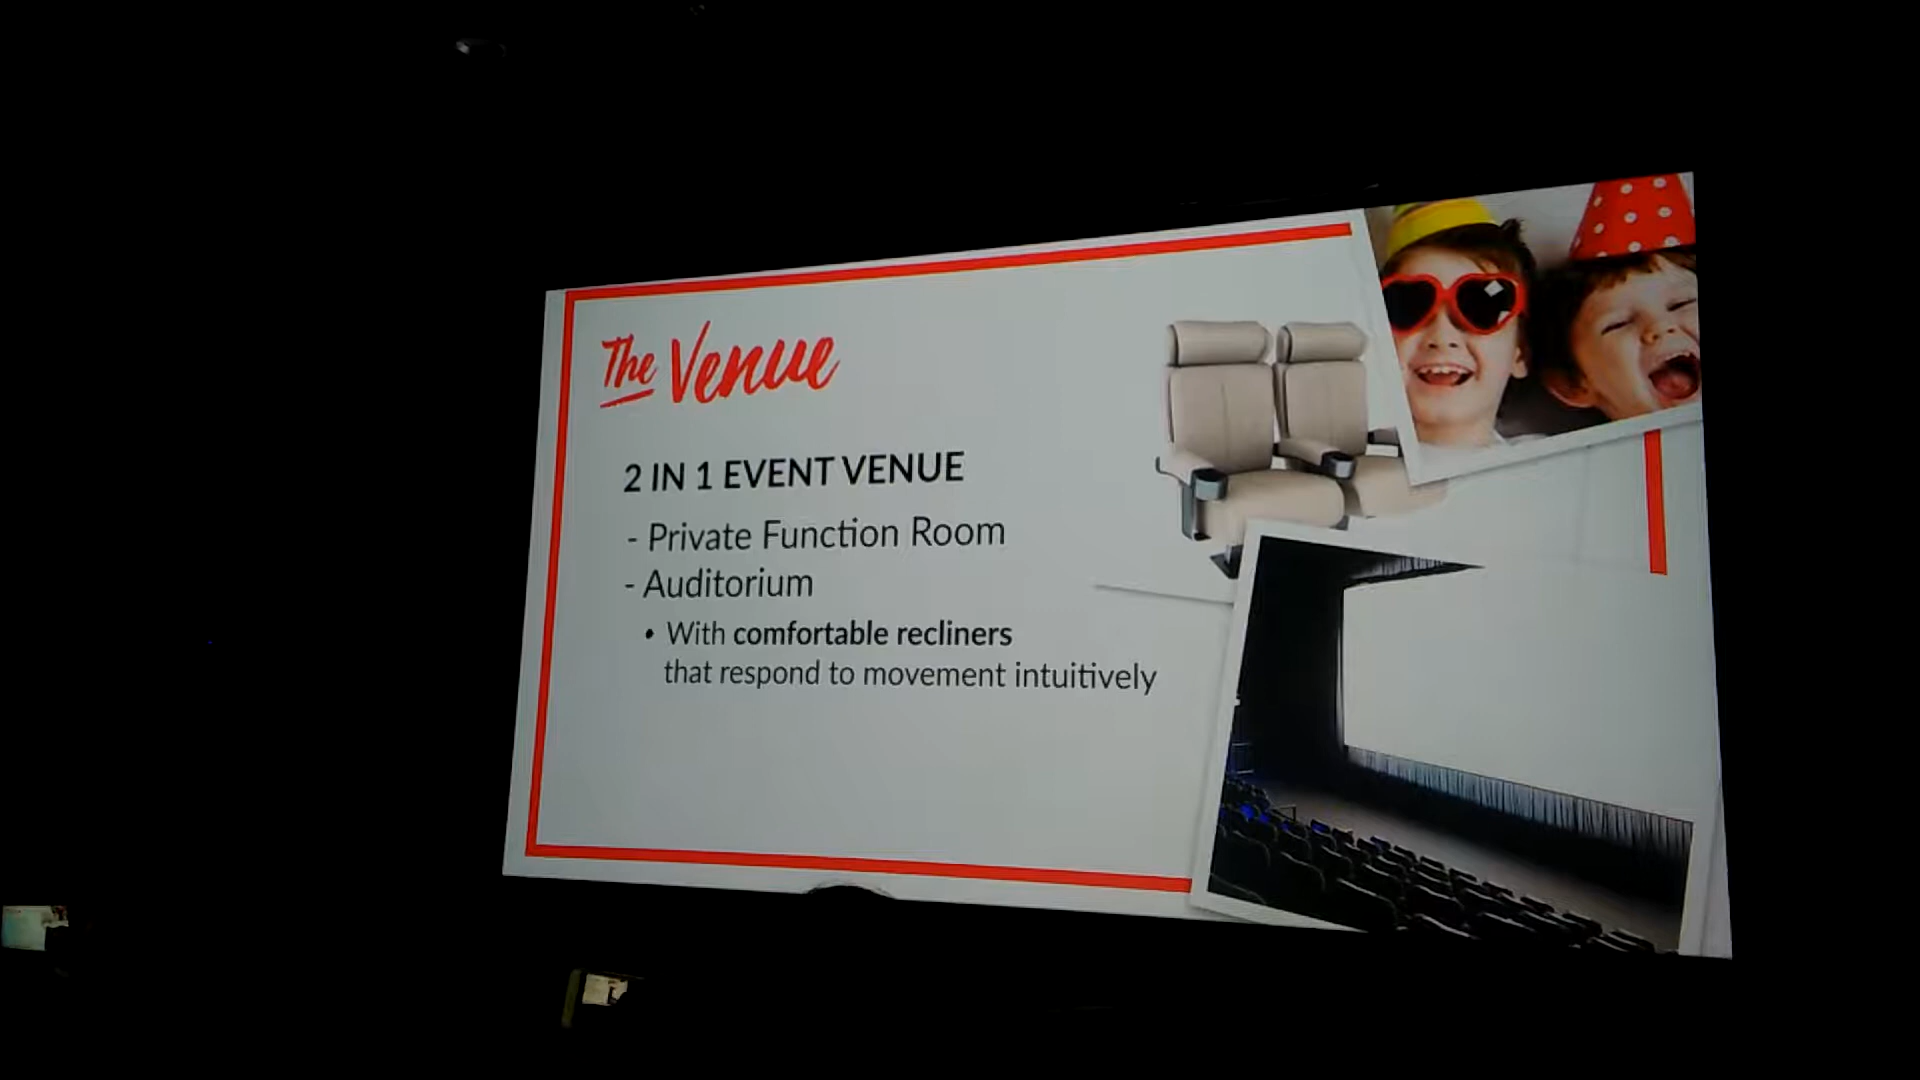 The Venue
2 IN 1 EVENT VENUE
- Private Function Room
- Auditorium
• With comfortable recliners
that respond to movement intuitively